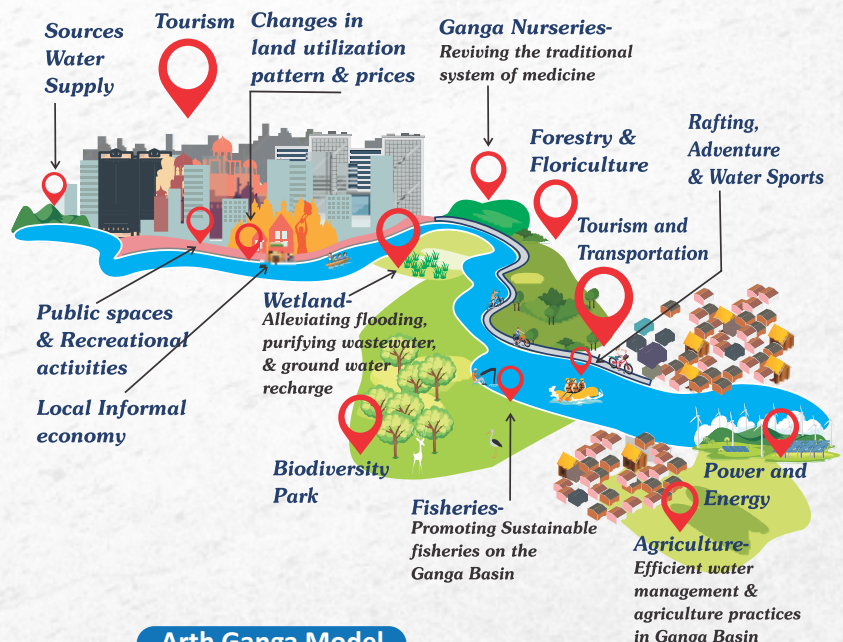 Sources
Water
Supply
Tourism
Changes in
land utilization
pattern & prices
Ganga Nurseries-
Reviving the traditional
system of medicine
Forestry &
Floriculture
Rafting,
Adventure
& Water Sports
Tourism and
Transportation
Public spaces
& Recreational
activities
Local Informal
economy
Wetland-
Alleviating flooding,
purifying wastewater,
& ground water
recharge
Biodiversity
Park
Fisheries-
Promoting Sustainable
fisheries on the
Ganga Basin
Power and
Energy
Agriculture-
Efficient water
management &
agriculture practices
in Ganga Basin
Arth Ganga Model